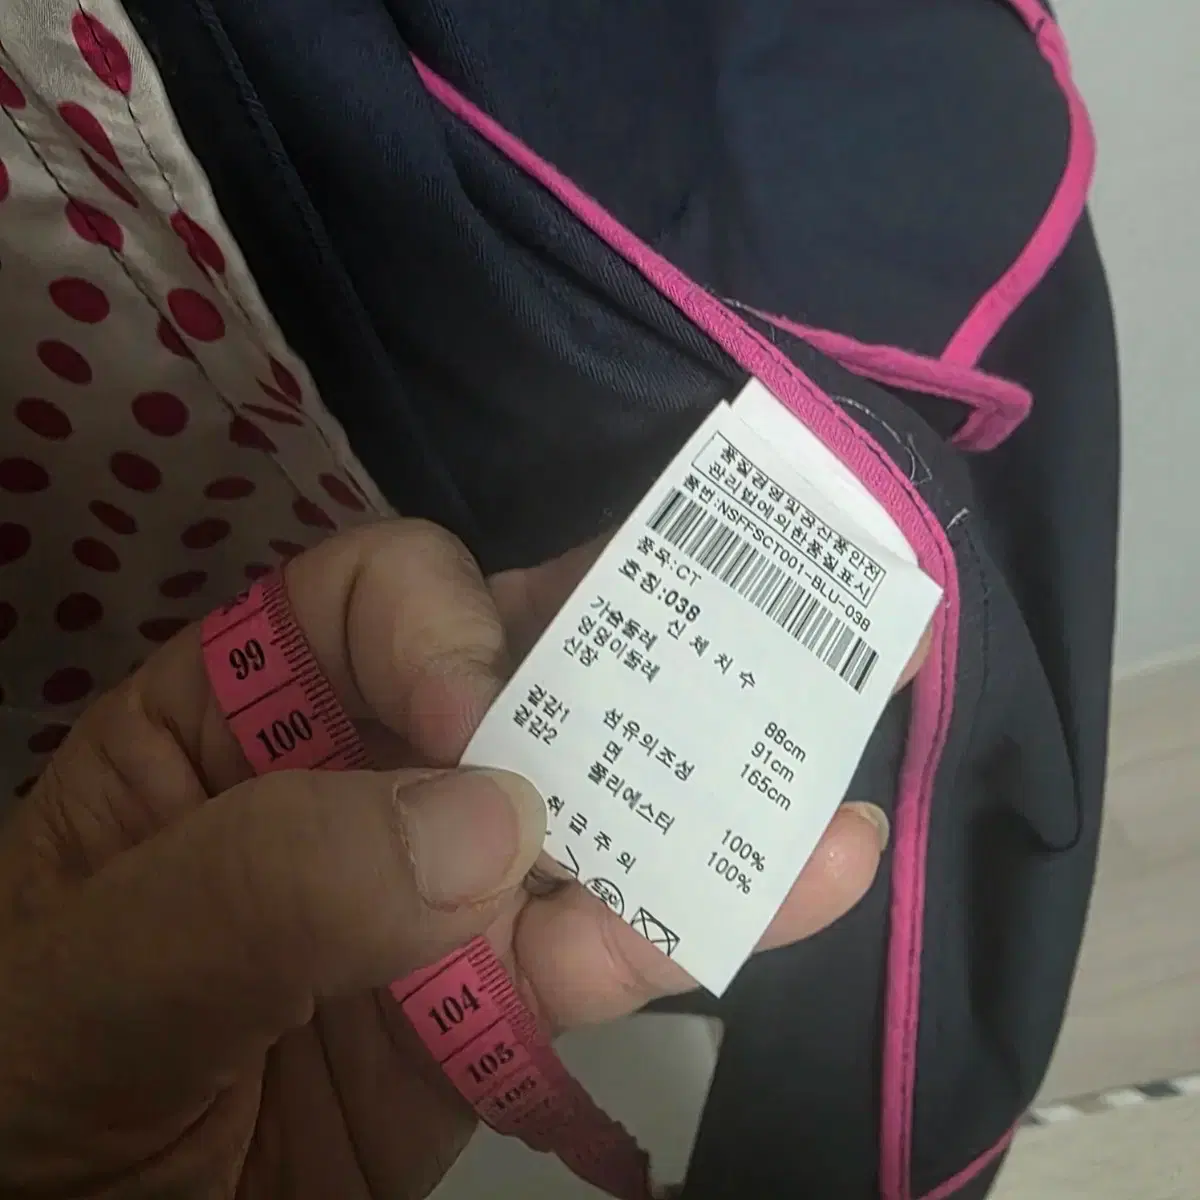 품질경영및공산품안전
관리법에의한품질표시
품번:NSFFSCT001-BLU-038
품목:CT
호칭:038
신 체 치 수
가슴둘레 88cm
엉덩이둘레 91cm
신장 165cm
섬유의조성
겉감1 면 100%
겉감2 폴리에스터 100%
취 급 주 의
드라이
99
100
104
105
106